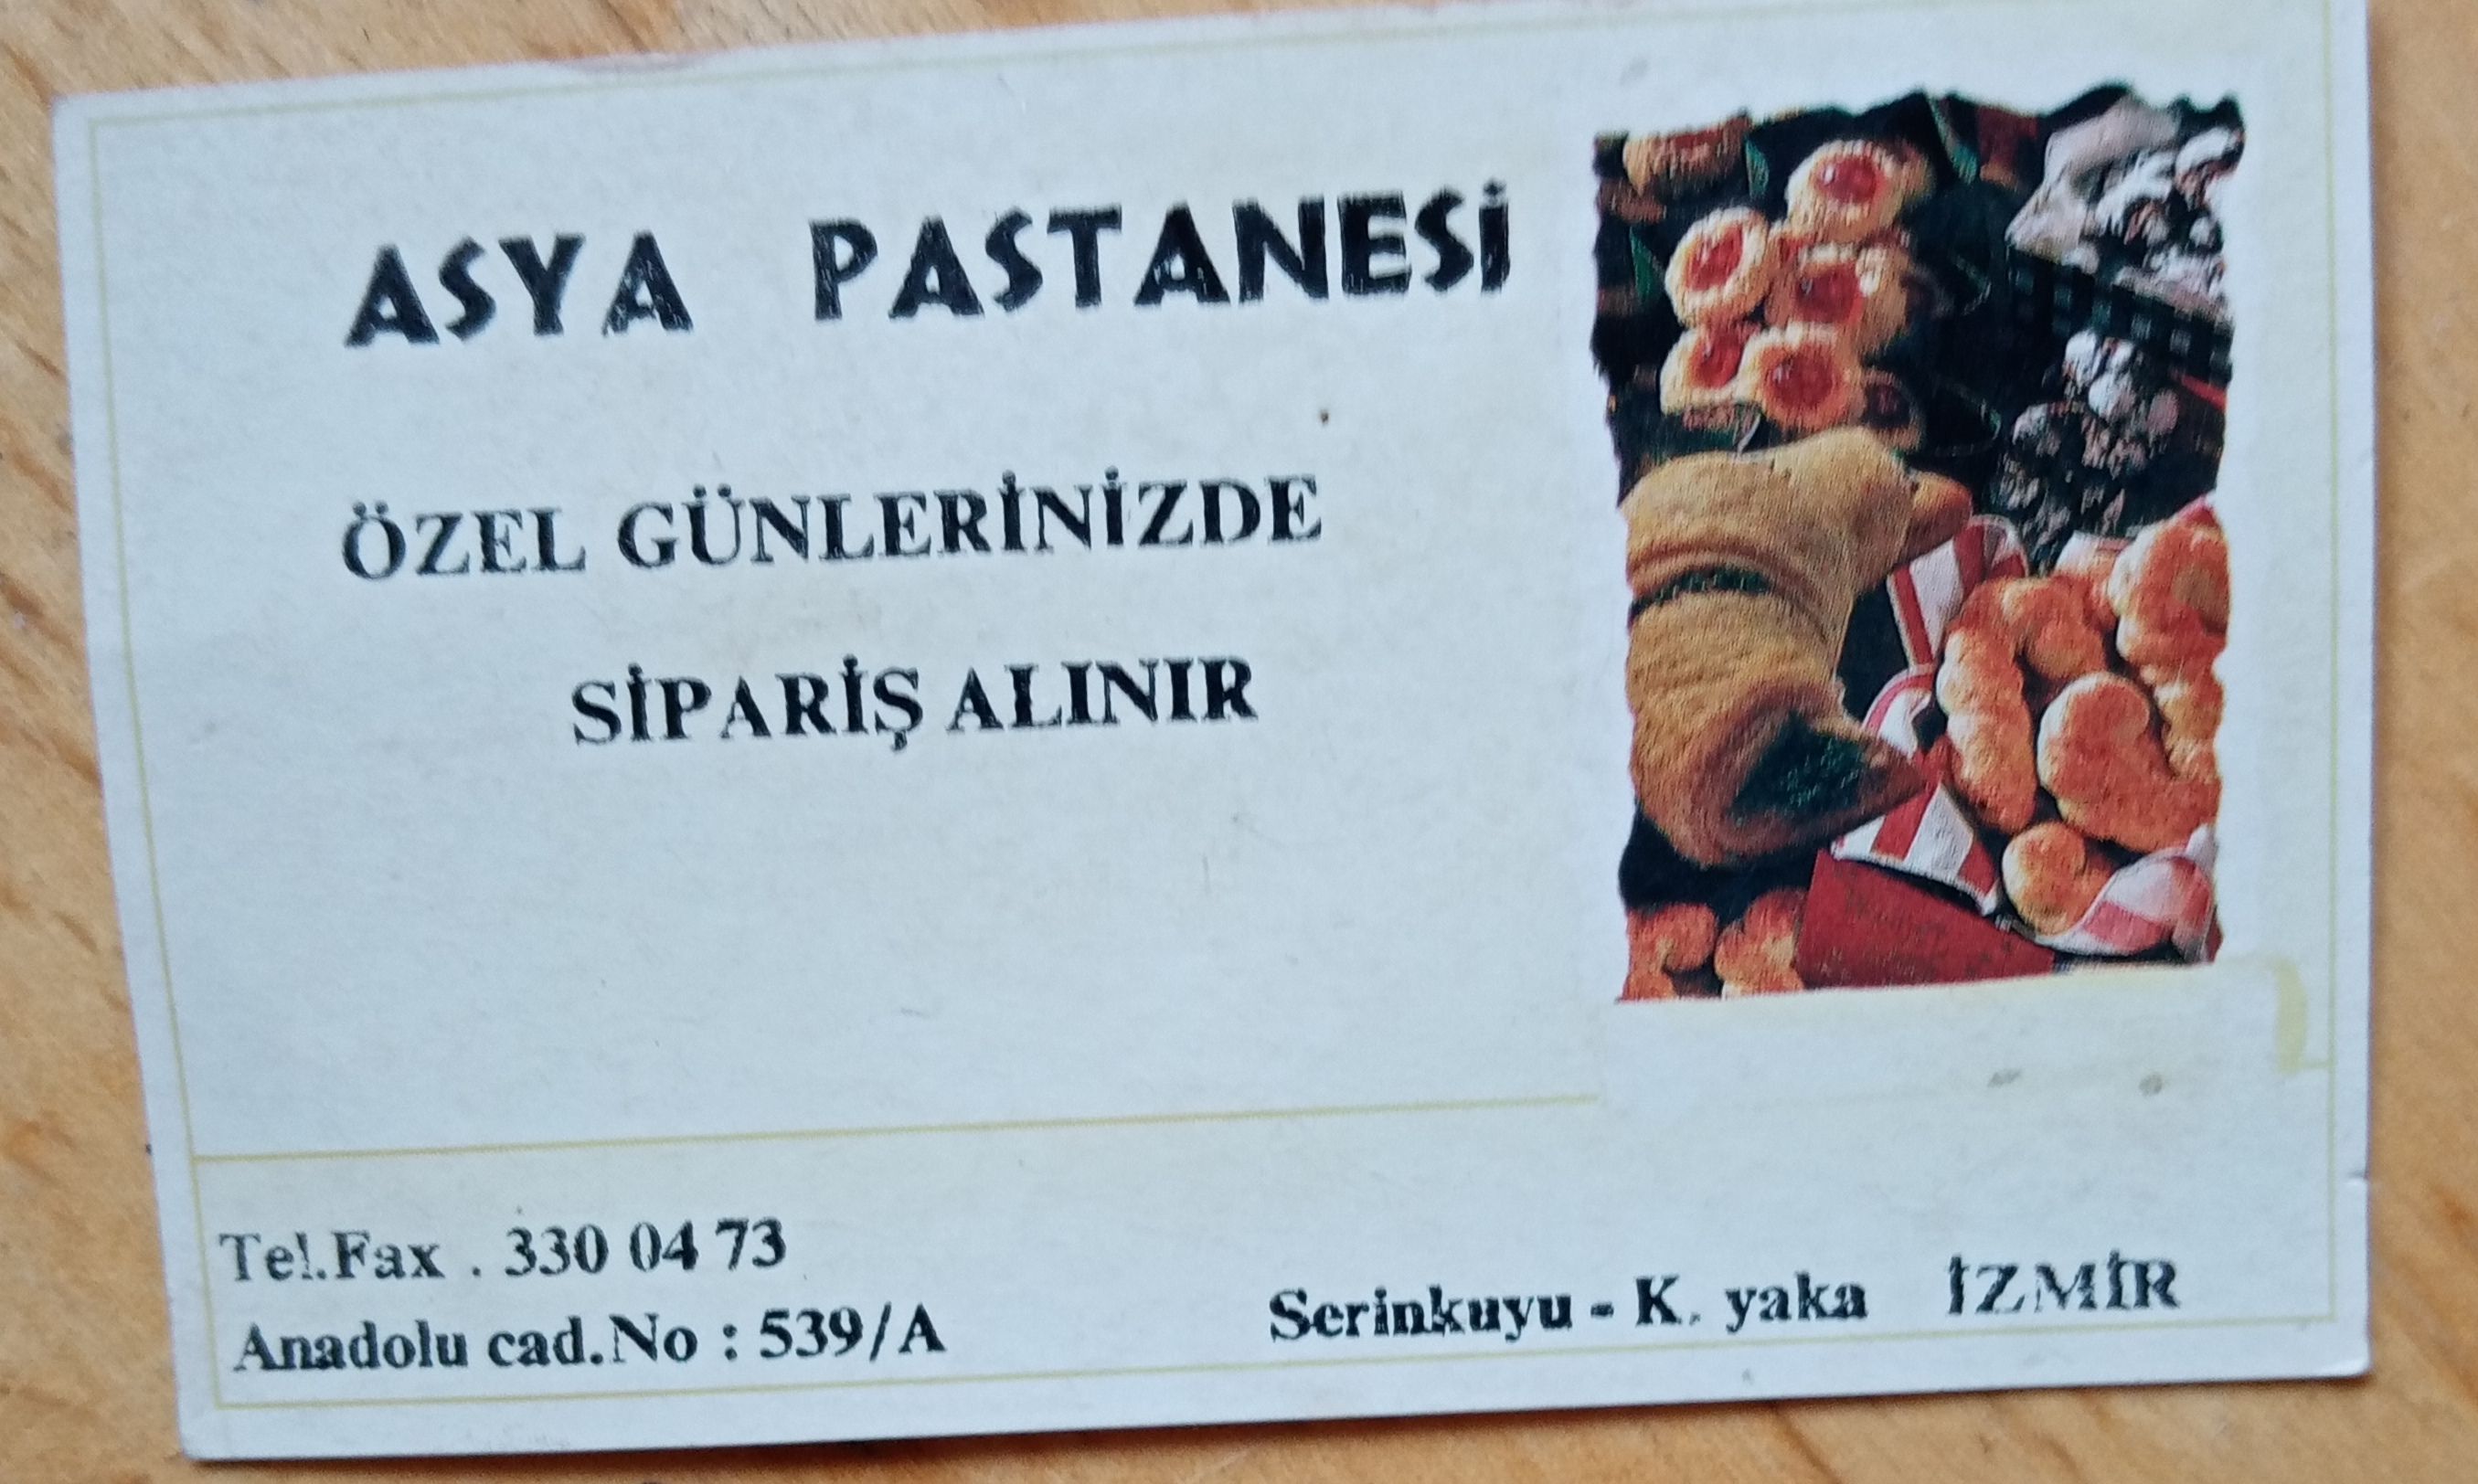 ASYA PASTANESİ
ÖZEL GÜNLERİNİZDE
SİPARİŞ ALINIR
Tel.Fax . 330 04 73
Anadolu cad.No : 539/A
Serinkuyu - K. yaka İZMİR